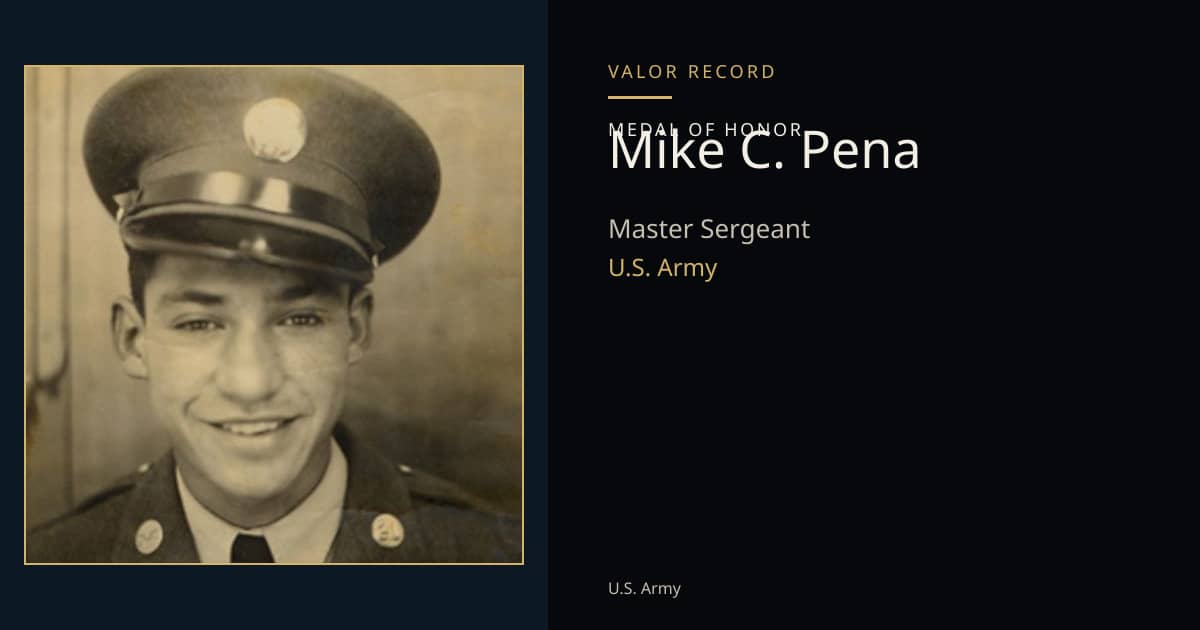 VALOR RECORD
MEDAL OF HONOR
Mike C. Pena
Master Sergeant
U.S. Army
U.S. Army